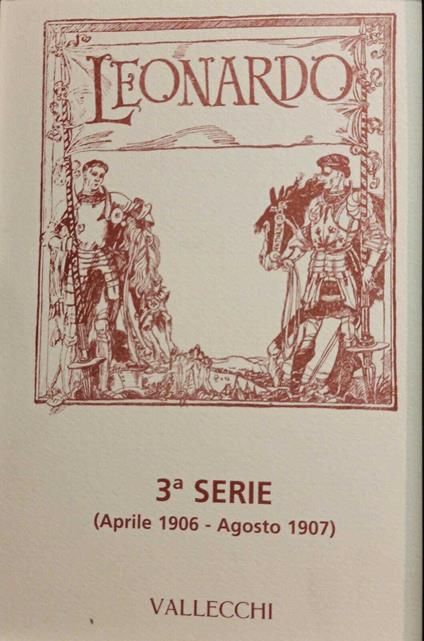 LEONARDO
3ª SERIE
(Aprile 1906 - Agosto 1907)
VALLECCHI